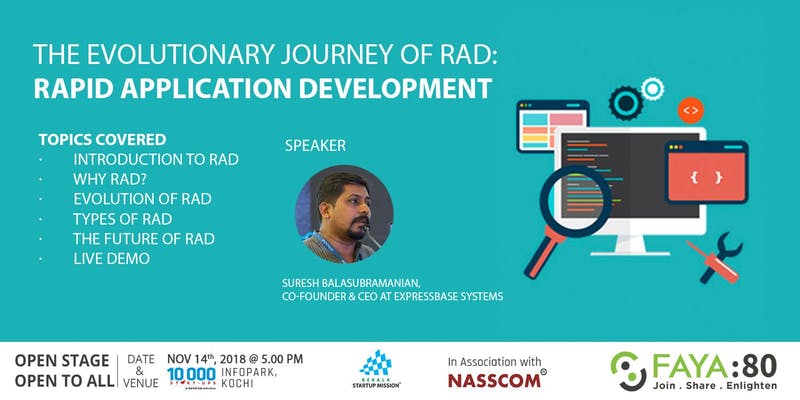 THE EVOLUTIONARY JOURNEY OF RAD:
RAPID APPLICATION DEVELOPMENT
TOPICS COVERED
· INTRODUCTION TO RAD
· WHY RAD?
· EVOLUTION OF RAD
· TYPES OF RAD
· THE FUTURE OF RAD
· LIVE DEMO
SPEAKER
SURESH BALASUBRAMANIAN,
CO-FOUNDER & CEO AT EXPRESSBASE SYSTEMS
<>
{ }
OPEN STAGE
OPEN TO ALL
DATE
&
VENUE
NOV 14th, 2018 @ 5.00 PM
10 000
START-UPS
INFOPARK,
KOCHI
KERALA
STARTUP MISSION
In Association with
NASSCOM®
FAYA:80
Join . Share . Enlighten